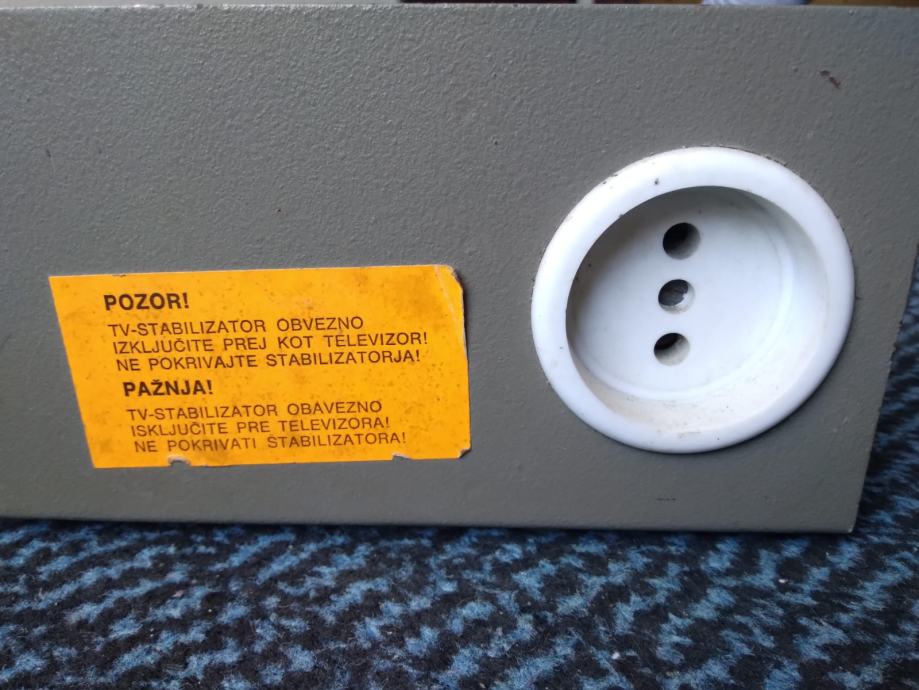 POZOR!
TV-STABILIZATOR OBVEZNO
IZKLJUČITE PREJ KOT TELEVIZOR!
NE POKRIVAJTE STABILIZATORJA!
PAŽNJA!
TV-STABILIZATOR OBAVEZNO
ISKLJUČITE PRE TELEVIZORA!
NE POKRIVATI STABILIZATORA!